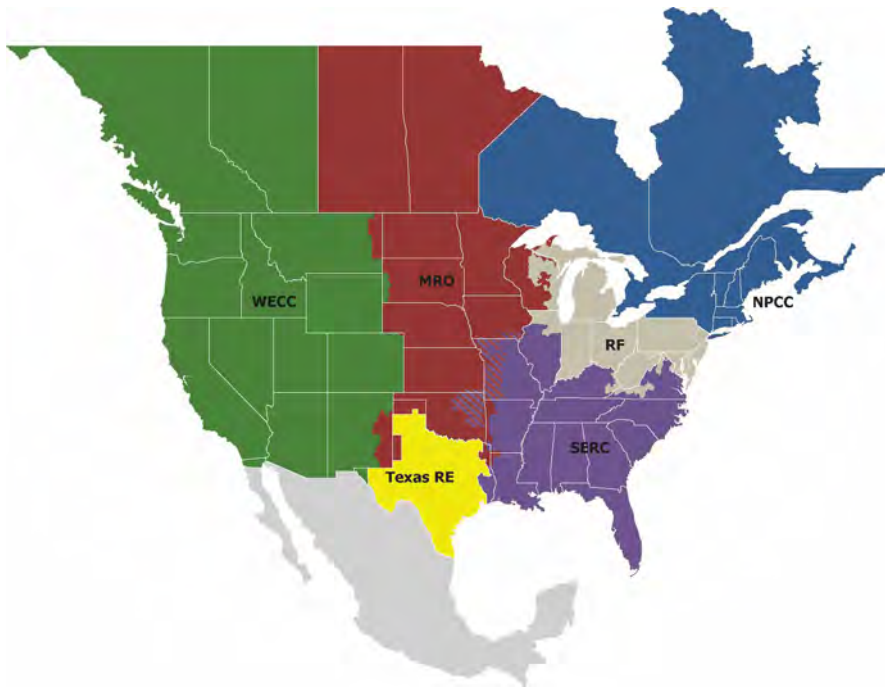 MRO
WECC
NPCC
RF
SERC
Texas RE